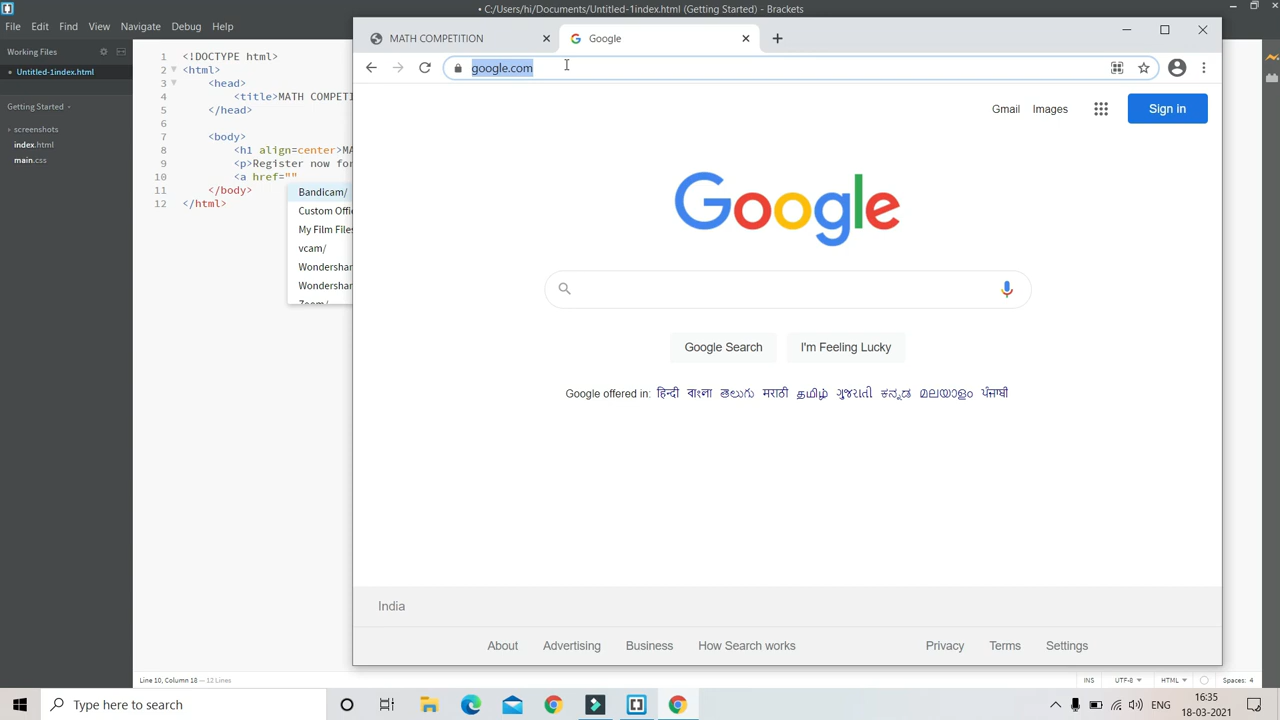 • C:/Users/hi/Documents/Untitled-1index.html (Getting Started) - Brackets
File Edit Find View Navigate Debug Help
Working Files
• Untitled-1index.html
Getting Started
screenshots
index.html
main.css
1 <!DOCTYPE html>
2 <html>
3 <head>
4 <title>MATH COMPETI
5 </head>
6
7 <body>
8 <h1 align=center>MA
9 <p>Register now for
10 <a href=""
11 </body>
12 </html>
Bandicam/
Custom Offi
My Film Files
vcam/
Wondershar
Wondershar
Zoom/
MATH COMPETITION
Google
google.com
Gmail Images
Sign in
Google
Google Search I'm Feeling Lucky
Google offered in: हिन्दी বাংলা తెలుగు मराठी தமிழ் ગુજરાતી ಕನ್ನಡ മലയാളം ਪੰਜਾਬੀ
India
About Advertising Business How Search works Privacy Terms Settings
Line 10, Column 18 — 12 Lines
INS UTF-8 HTML Spaces: 4
Type here to search
ENG
16:35
18-03-2021